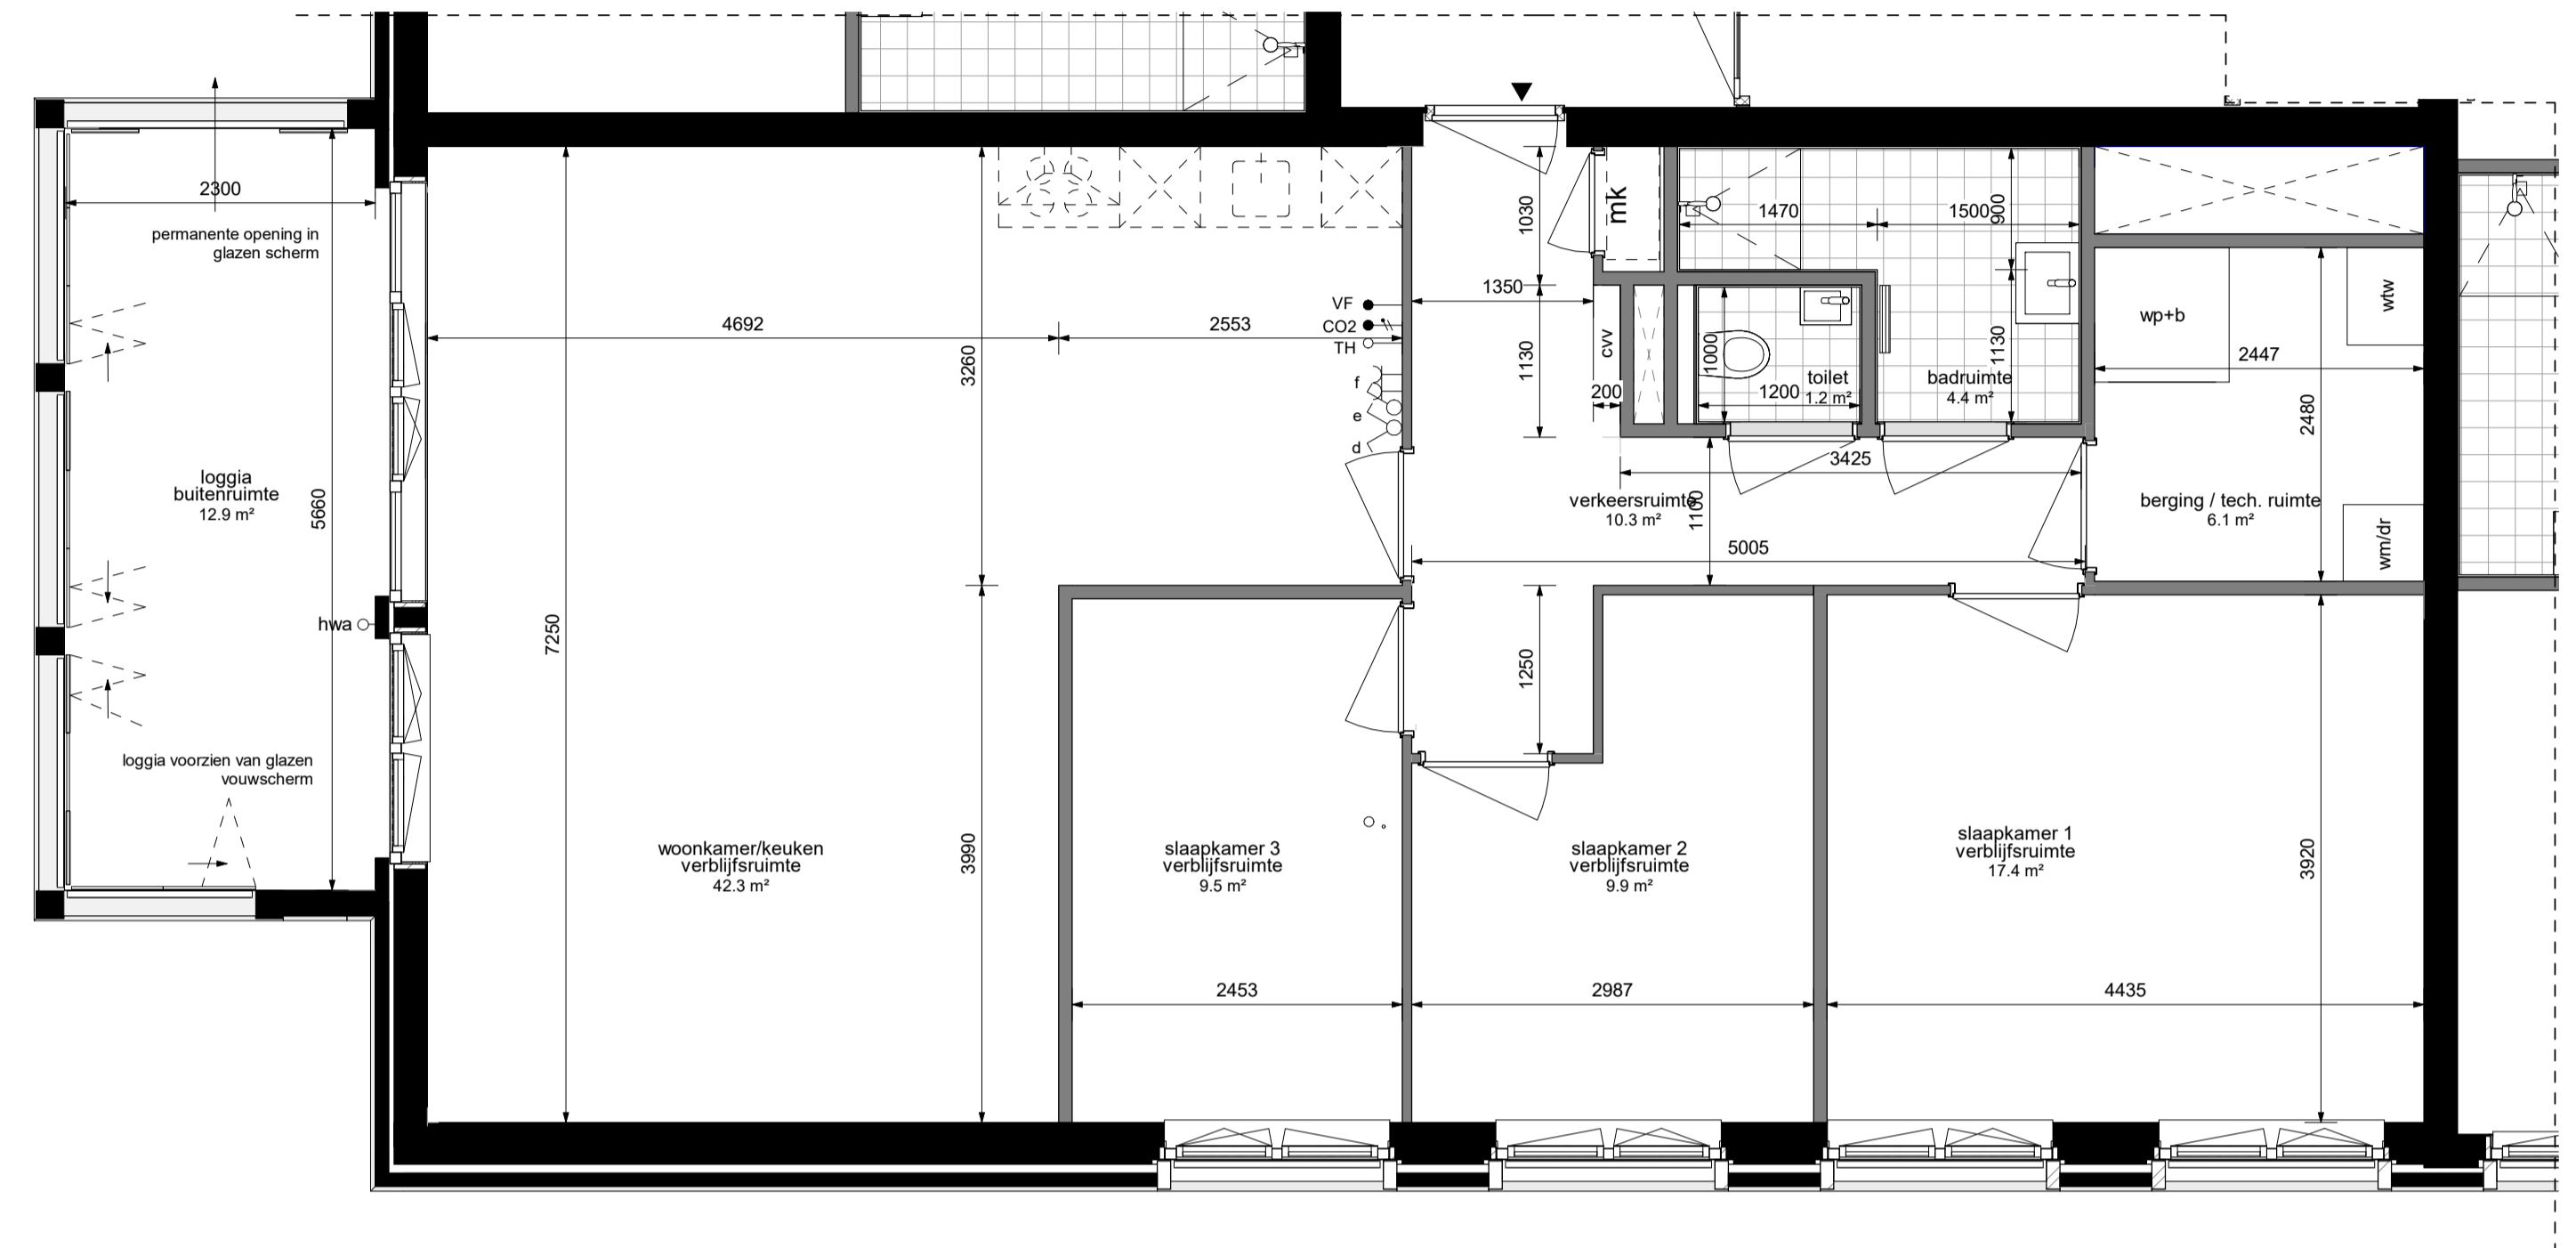 2300
permanente opening in
glazen scherm
loggia
buitenruimte
12.9 m²
5660
hwa
loggia voorzien van glazen
vouwscherm
4692
2553
3260
7250
3990
woonkamer/keuken
verblijfsruimte
42.3 m²
VF
CO2
TH
f
e
d
1030
1350
1130
mk
cvv
200
1470
1500
900
1000
1200
toilet
1.2 m²
badruimte
4.4 m²
1130
3425
verkeersruimte
10.3 m²
1100
5005
1250
wp+b
wtw
2447
2480
berging / tech. ruimte
6.1 m²
wm/dr
slaapkamer 3
verblijfsruimte
9.5 m²
2453
slaapkamer 2
verblijfsruimte
9.9 m²
2987
slaapkamer 1
verblijfsruimte
17.4 m²
3920
4435